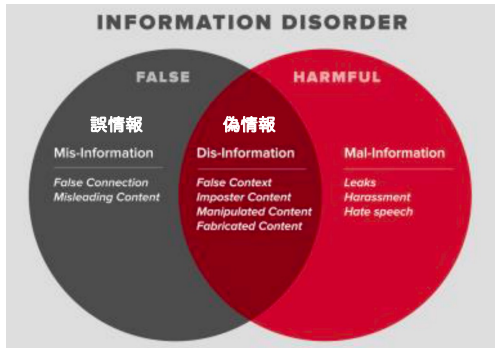 INFORMATION DISORDER
FALSE
HARMFUL
誤情報
偽情報
Mis-Information
False Connection
Misleading Content
Dis-Information
False Context
Imposter Content
Manipulated Content
Fabricated Content
Mal-Information
Leaks
Harassment
Hate speech